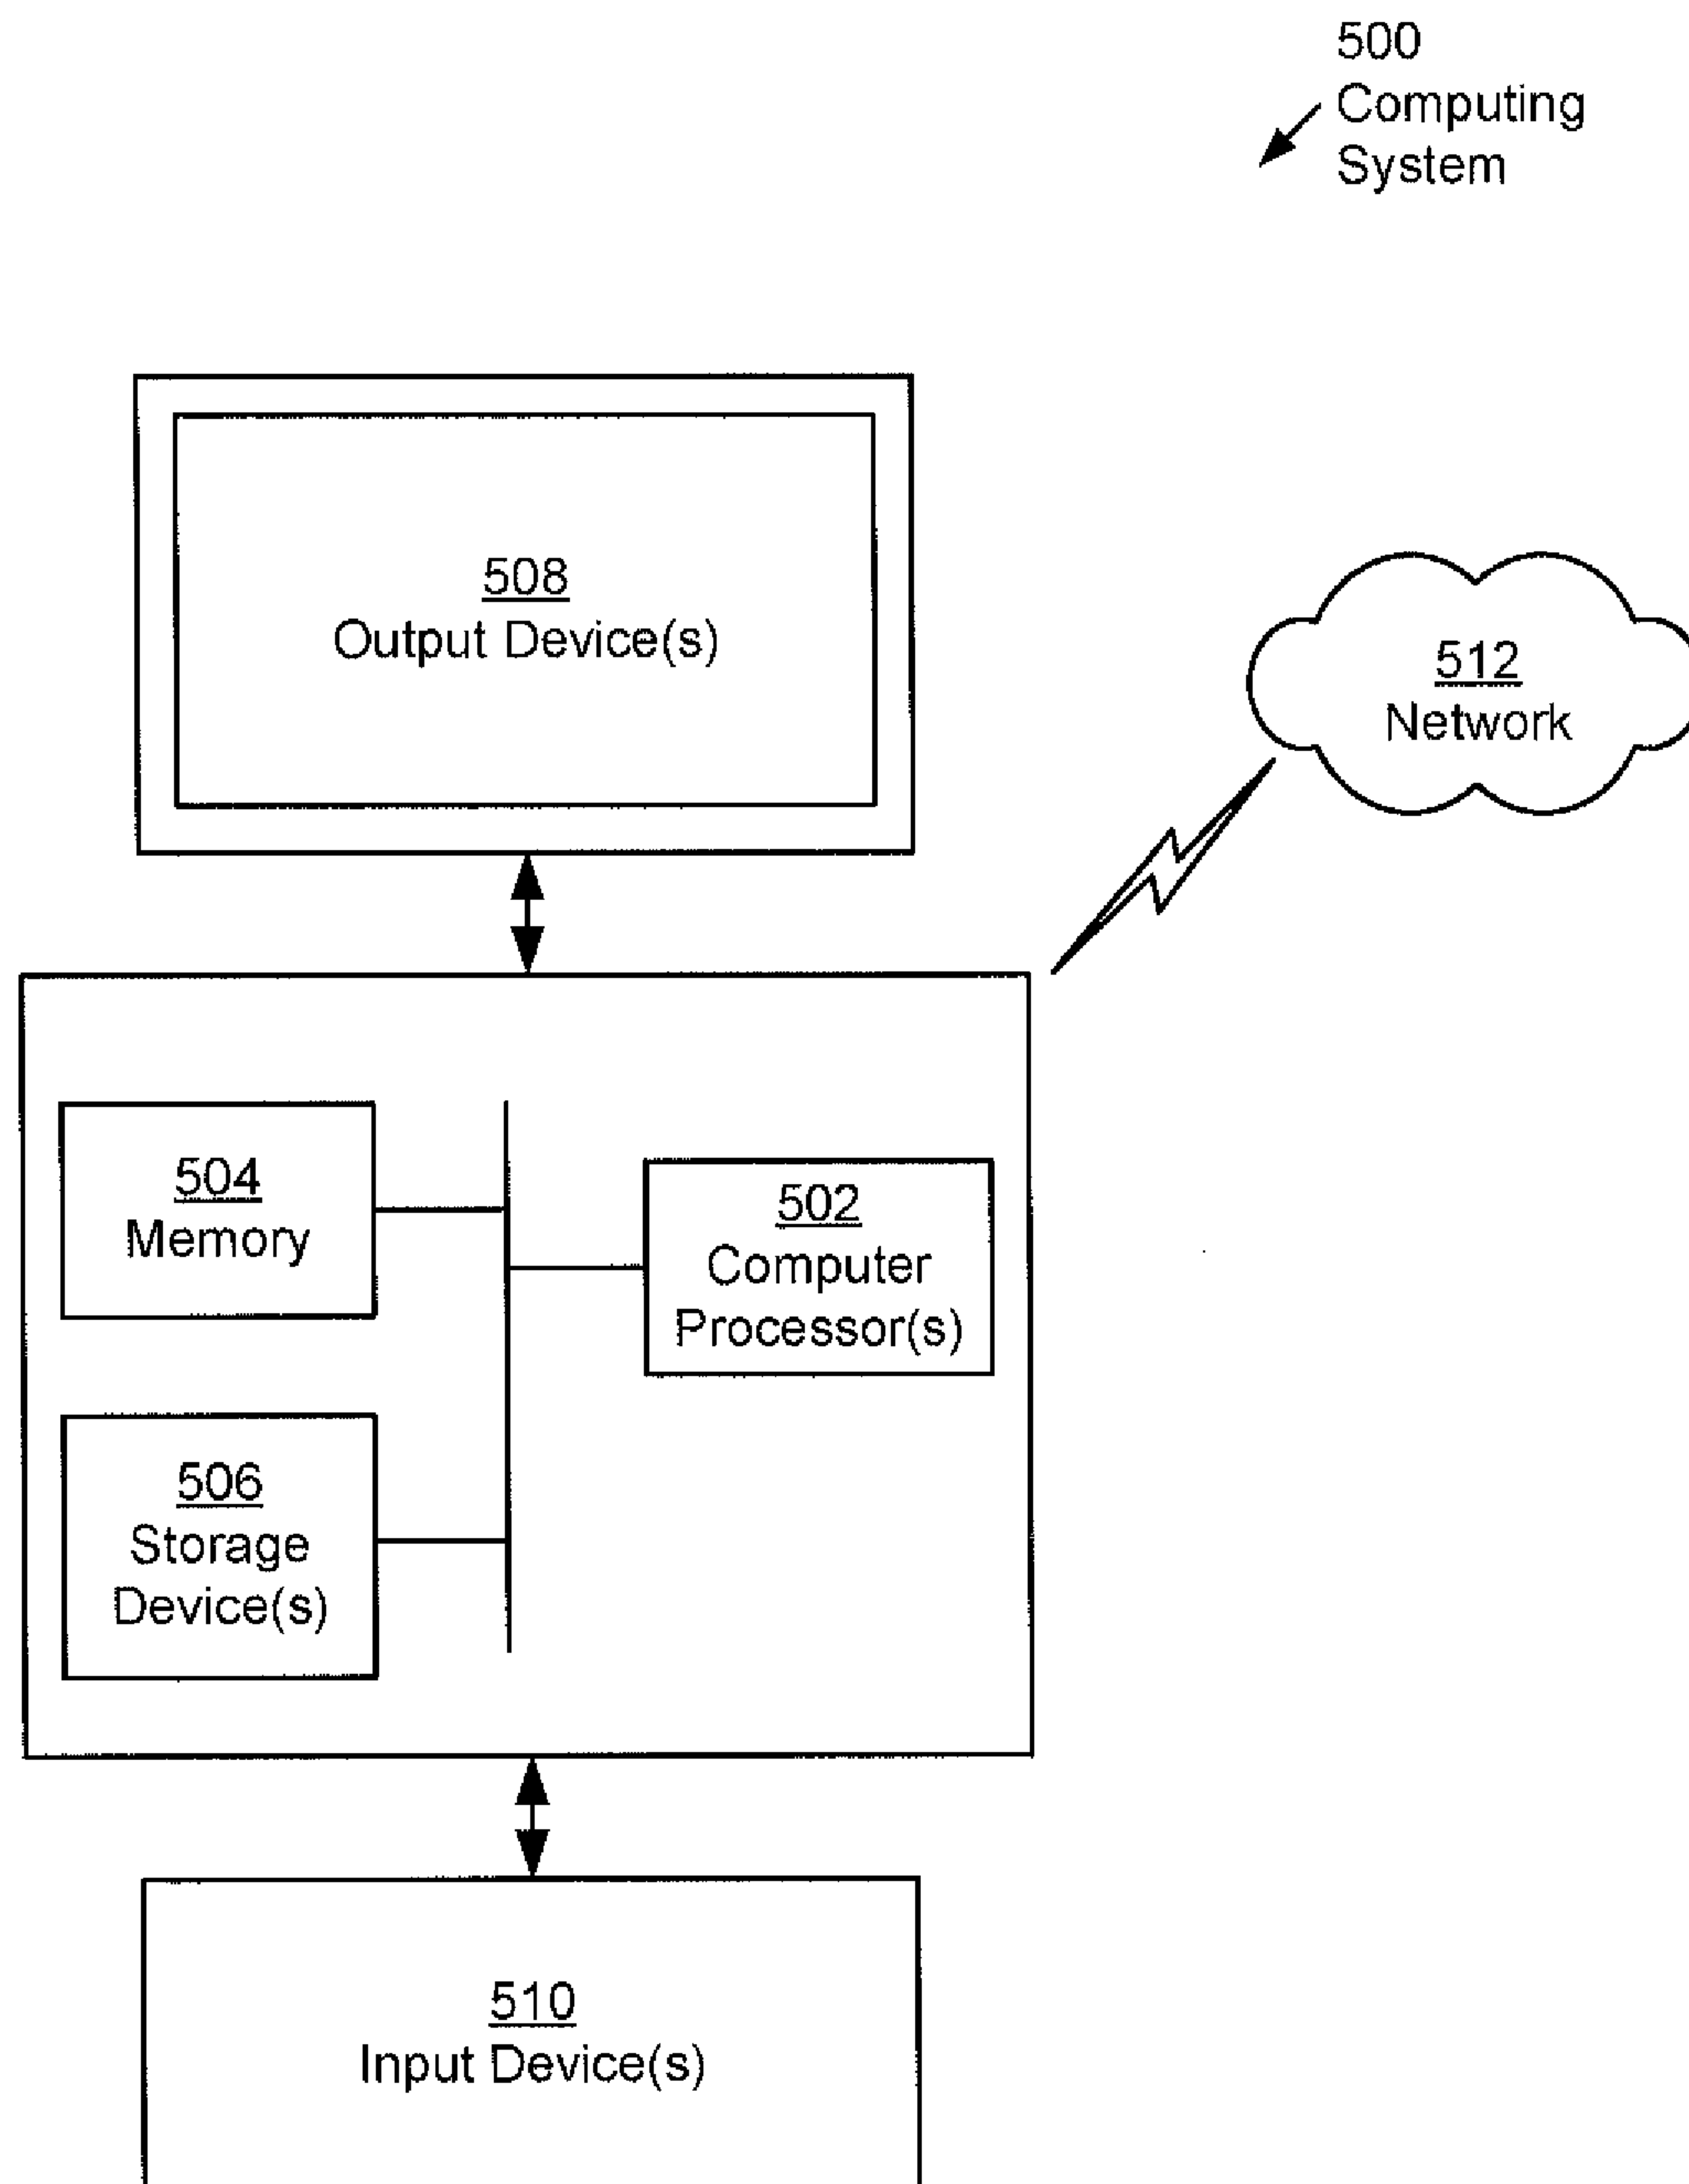 500
Computing
System
508
Output Device(s)
512
Network
504
Memory
502
Computer
Processor(s)
506
Storage
Device(s)
510
Input Device(s)